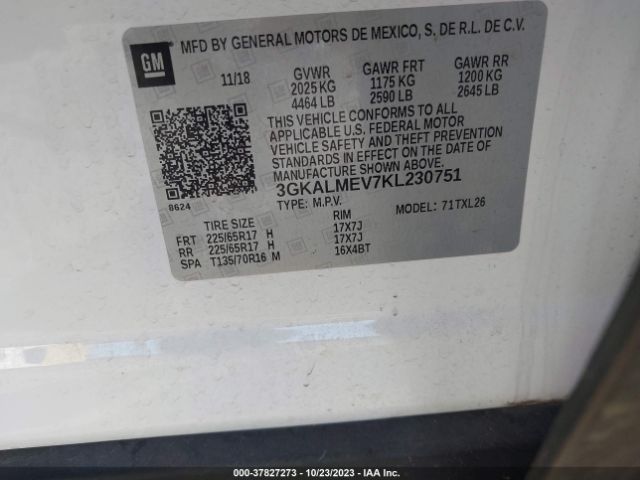 GM
MFD BY GENERAL MOTORS DE MEXICO, S. DE R.L. DE C.V.
11/18 GVWR GAWR FRT GAWR RR
2025 KG 1175 KG 1200 KG
4464 LB 2590 LB 2645 LB
THIS VEHICLE CONFORMS TO ALL
APPLICABLE U.S. FEDERAL MOTOR
VEHICLE SAFETY AND THEFT PREVENTION
STANDARDS IN EFFECT ON THE DATE OF
MANUFACTURE SHOWN ABOVE.
3GKALMEV7KL230751
8624
TYPE: M.P.V. MODEL: 71TXL26
TIRE SIZE RIM
FRT 225/65R17 H 17X7J
RR 225/65R17 H 17X7J
SPA T135/70R16 M 16X4BT
000-37827273 - 10/23/2023 - IAA Inc.